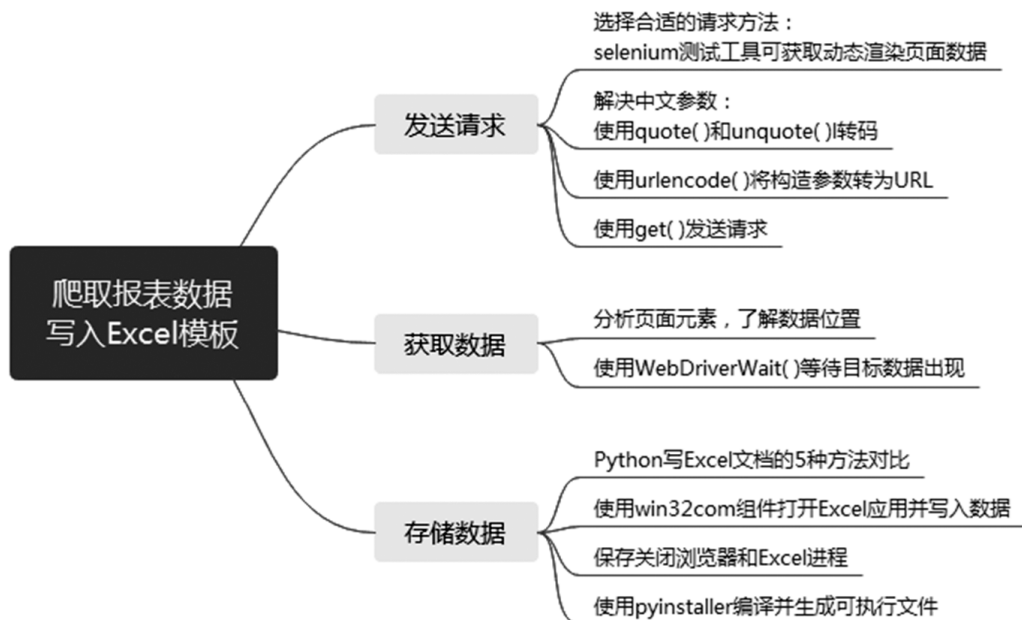 爬取报表数据
写入Excel模板
发送请求
选择合适的请求方法：
selenium测试工具可获取动态渲染页面数据
解决中文参数：
使用quote( )和unquote( )l转码
使用urlencode( )将构造参数转为URL
使用get( )发送请求
获取数据
分析页面元素，了解数据位置
使用WebDriverWait( )等待目标数据出现
存储数据
Python写Excel文档的5种方法对比
使用win32com组件打开Excel应用并写入数据
保存关闭浏览器和Excel进程
使用pyinstaller编译并生成可执行文件